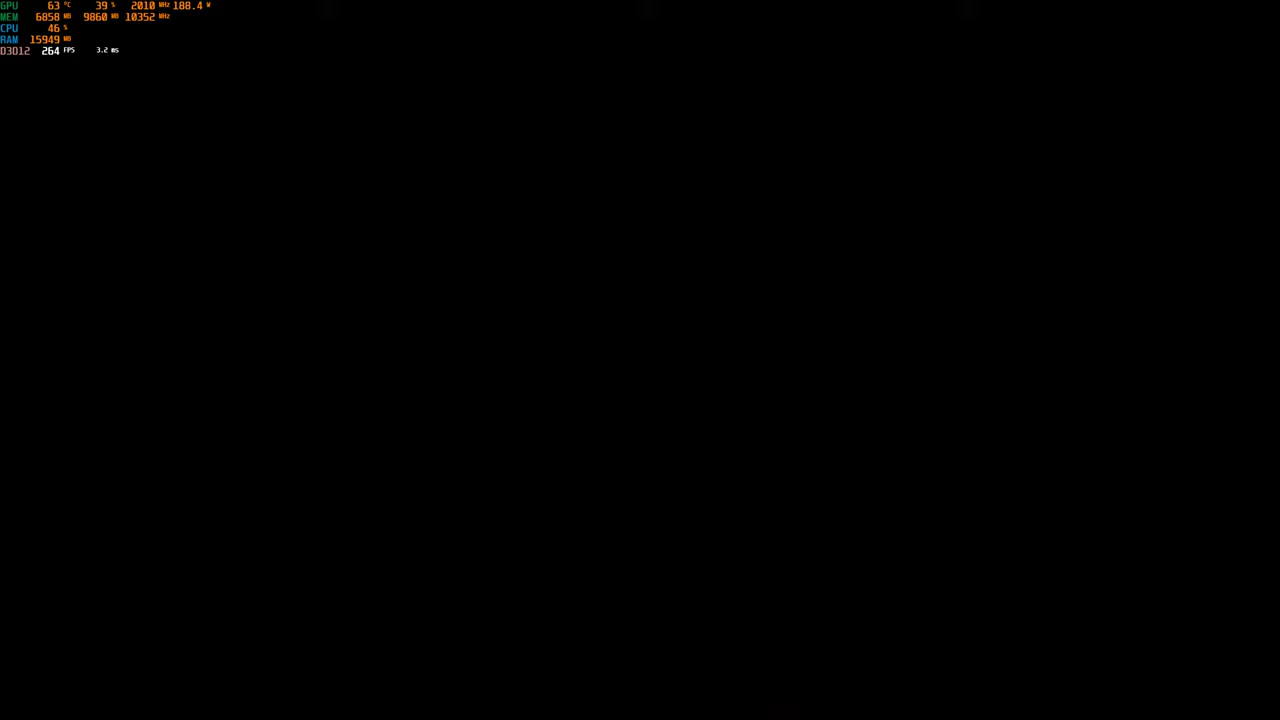 GPU 63 °C 39 % 2010 MHz 188.4 W
MEM 6858 MB 9860 MB 10352 MHz
CPU 46 %
RAM 15949 MB
D3D12 264 FPS 3.2 ms